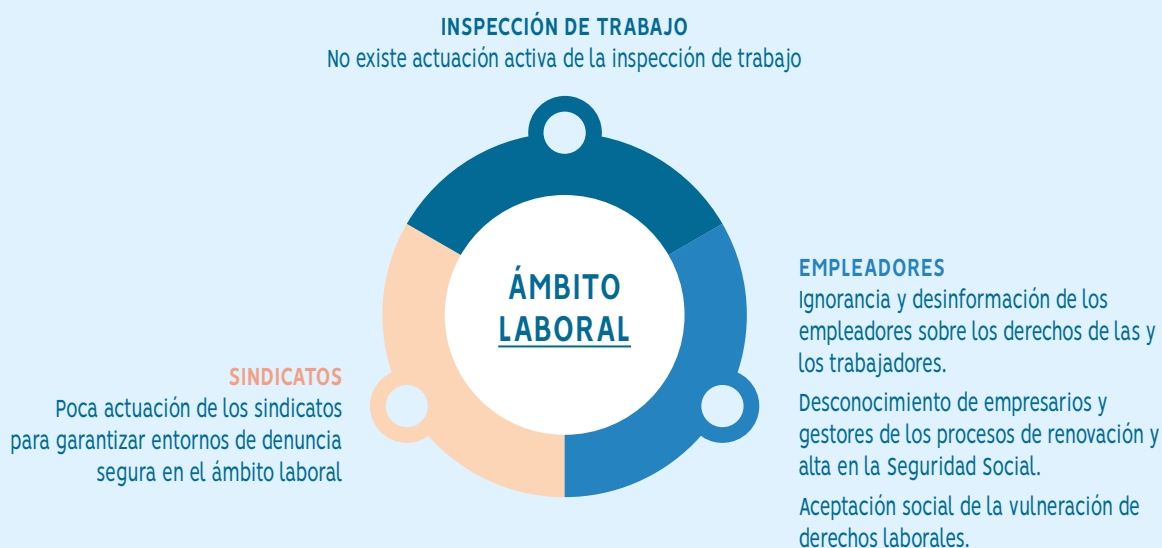 INSPECCIÓN DE TRABAJO
No existe actuación activa de la inspección de trabajo
ÁMBITO
LABORAL
EMPLEADORES
Ignorancia y desinformación de los
empleadores sobre los derechos de las y
los trabajadores.
Desconocimiento de empresarios y
gestores de los procesos de renovación y
alta en la Seguridad Social.
Aceptación social de la vulneración de
derechos laborales.
SINDICATOS
Poca actuación de los sindicatos
para garantizar entornos de denuncia
segura en el ámbito laboral